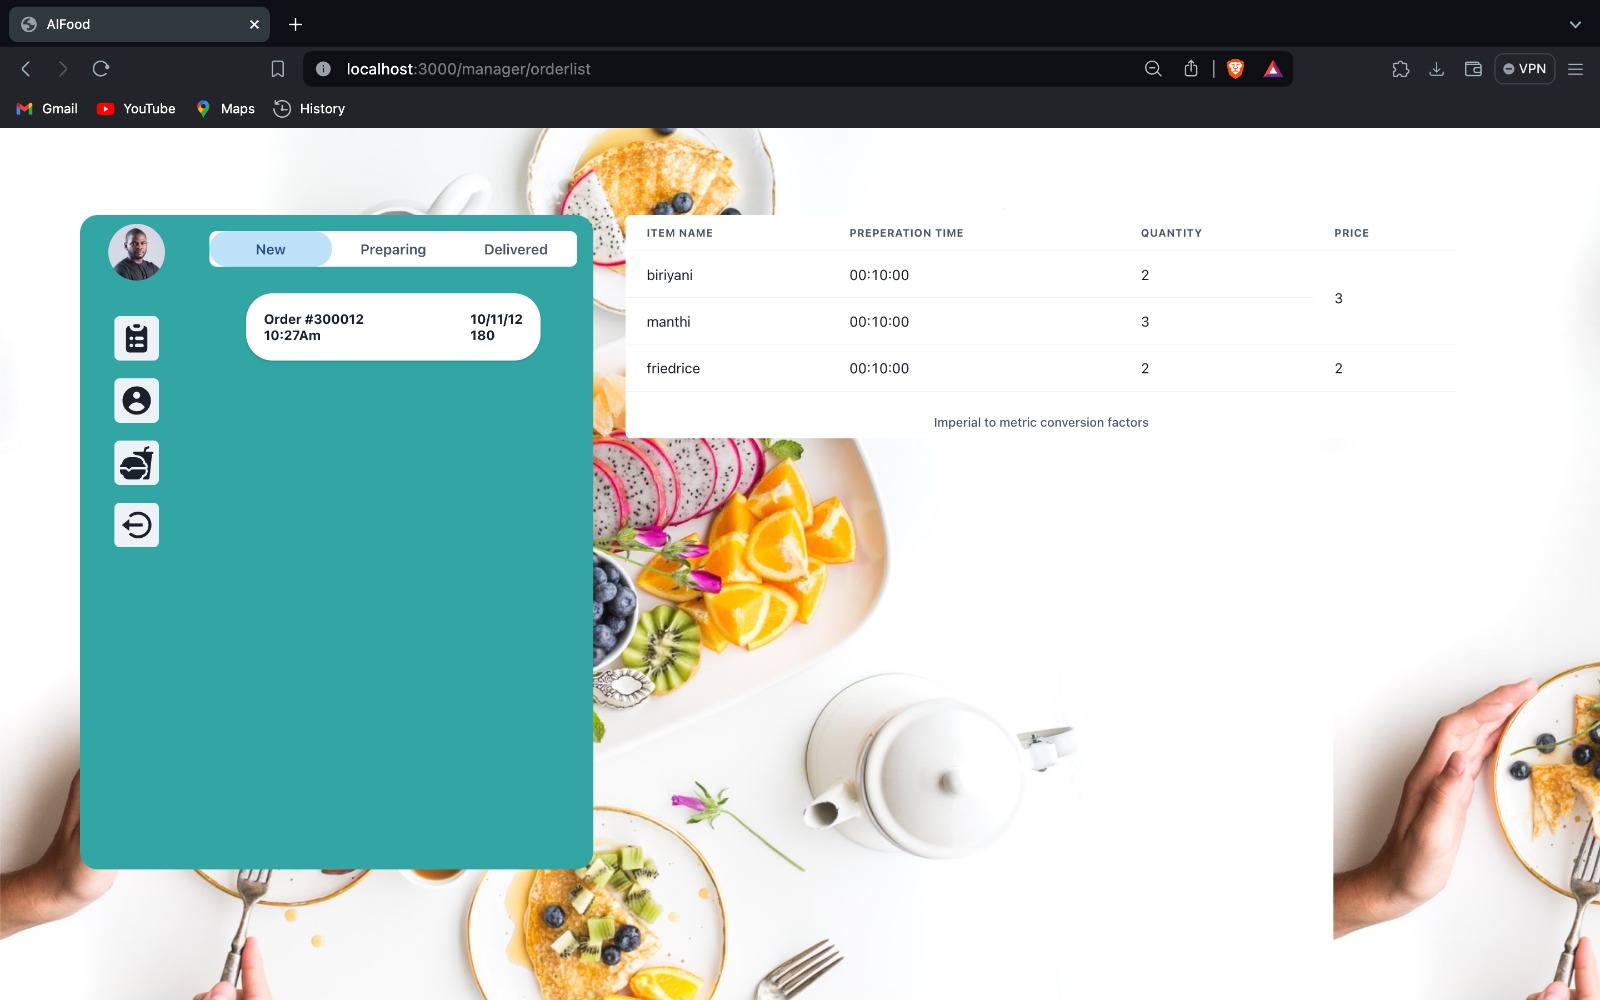 AlFood
localhost:3000/manager/orderlist
VPN
Gmail YouTube Maps History
New Preparing Delivered
Order #300012 10/11/12
10:27Am 180
ITEM NAME PREPERATION TIME QUANTITY PRICE
biriyani 00:10:00 2 3
manthi 00:10:00 3
friedrice 00:10:00 2 2
Imperial to metric conversion factors